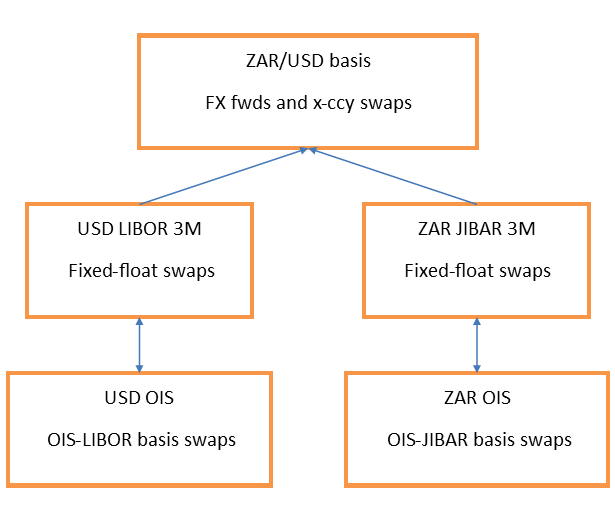 ZAR/USD basis
FX fwds and x-ccy swaps
USD LIBOR 3M
Fixed-float swaps
ZAR JIBAR 3M
Fixed-float swaps
USD OIS
OIS-LIBOR basis swaps
ZAR OIS
OIS-JIBAR basis swaps